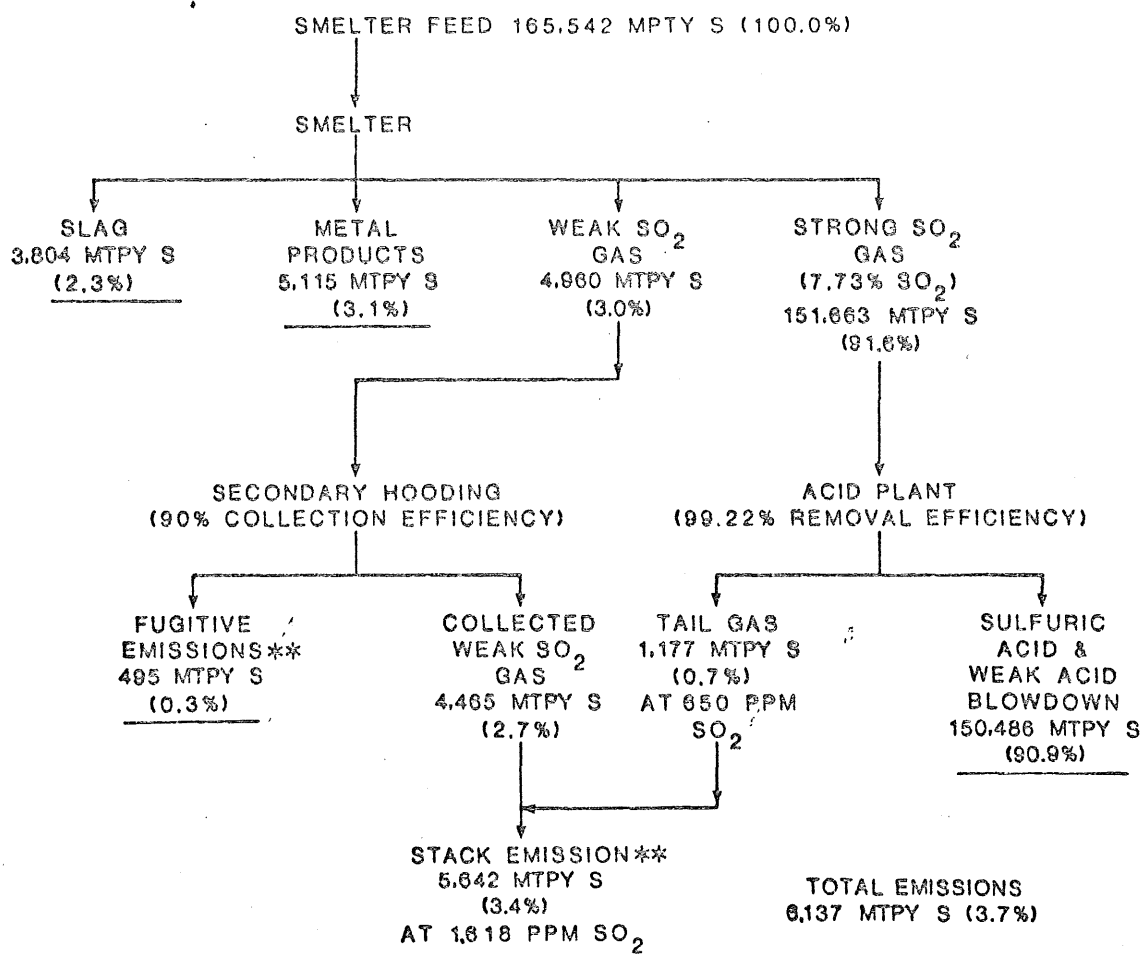 SMELTER FEED 165,542 MPTY S (100.0%)
SMELTER
SLAG
3,804 MTPY S
(2.3%)
METAL
PRODUCTS
5,115 MTPY S
(3.1%)
WEAK SO2
GAS
4,960 MTPY S
(3.0%)
STRONG SO2
GAS
(7.73% SO2)
151,663 MTPY S
(91.6%)
SECONDARY HOODING
(90% COLLECTION EFFICIENCY)
ACID PLANT
(99.22% REMOVAL EFFICIENCY)
FUGITIVE
EMISSIONS**
495 MTPY S
(0.3%)
COLLECTED
WEAK SO2
GAS
4,465 MTPY S
(2.7%)
TAIL GAS
1,177 MTPY S
(0.7%)
AT 650 PPM
SO2
SULFURIC
ACID &
WEAK ACID
BLOWDOWN
150,486 MTPY S
(90.9%)
STACK EMISSION**
5,642 MTPY S
(3.4%)
AT 1,618 PPM SO2
TOTAL EMISSIONS
6,137 MTPY S (3.7%)